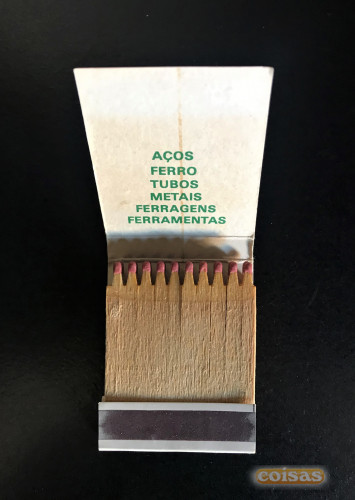 AÇOS
FERRO
TUBOS
METAIS
FERRAGENS
FERRAMENTAS
coisas